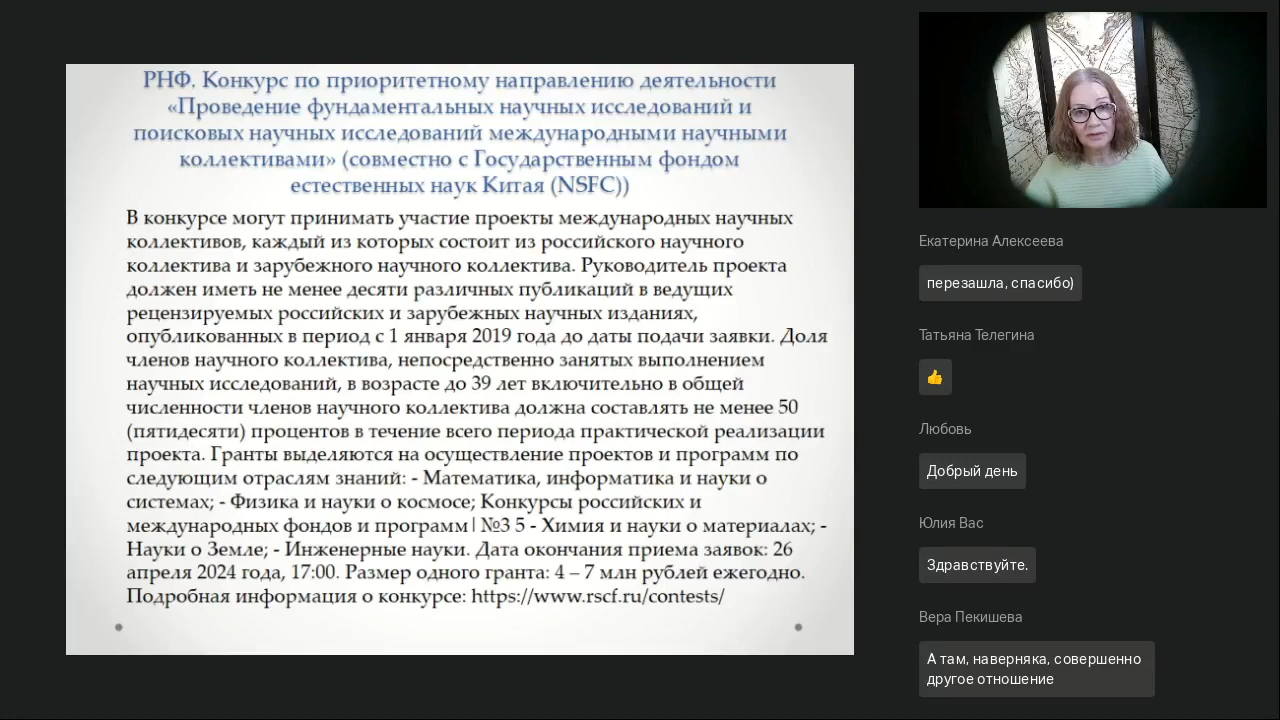 РНФ. Конкурс по приоритетному направлению деятельности
«Проведение фундаментальных научных исследований и
поисковых научных исследований международными научными
коллективами» (совместно с Государственным фондом
естественных наук Китая (NSFC))
В конкурсе могут принимать участие проекты международных научных
коллективов, каждый из которых состоит из российского научного
коллектива и зарубежного научного коллектива. Руководитель проекта
должен иметь не менее десяти различных публикаций в ведущих
рецензируемых российских и зарубежных научных изданиях,
опубликованных в период с 1 января 2019 года до даты подачи заявки. Доля
членов научного коллектива, непосредственно занятых выполнением
научных исследований, в возрасте до 39 лет включительно в общей
численности членов научного коллектива должна составлять не менее 50
(пятидесяти) процентов в течение всего периода практической реализации
проекта. Гранты выделяются на осуществление проектов и программ по
следующим отраслям знаний: - Математика, информатика и науки о
системах; - Физика и науки о космосе; Конкурсы российских и
международных фондов и программ| №3 5 - Химия и науки о материалах; -
Науки о Земле; - Инженерные науки. Дата окончания приема заявок: 26
апреля 2024 года, 17:00. Размер одного гранта: 4 – 7 млн рублей ежегодно.
Подробная информация о конкурсе: https://www.rscf.ru/contests/
Екатерина Алексеева
перезашла, спасибо)
Татьяна Телегина
👍
Любовь
Добрый день
Юлия Вас
Здравствуйте.
Вера Пекишева
А там, наверняка, совершенно
другое отношение